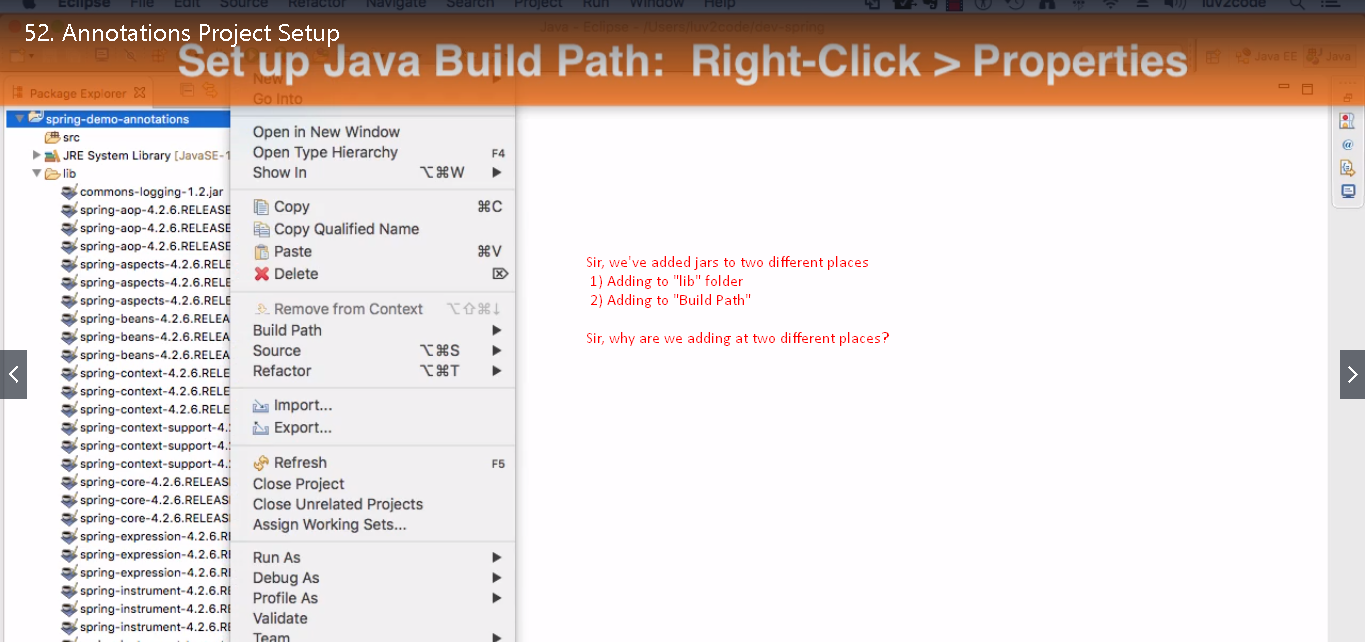 Eclipse File Edit Source Refactor Navigate Search Project Run Window Help luv2code
52. Annotations Project Setup
Java - Eclipse - /Users/luv2code/dev-spring
Set up Java Build Path: Right-Click > Properties
Java EE Java
Package Explorer
New
Go Into
spring-demo-annotations
src
JRE System Library [JavaSE-1
lib
commons-logging-1.2.jar
spring-aop-4.2.6.RELEASE
spring-aop-4.2.6.RELEASE
spring-aop-4.2.6.RELEASE
spring-aspects-4.2.6.RELE
spring-aspects-4.2.6.RELE
spring-aspects-4.2.6.RELE
spring-beans-4.2.6.RELEA
spring-beans-4.2.6.RELEA
spring-beans-4.2.6.RELEA
spring-context-4.2.6.RELE
spring-context-4.2.6.RELE
spring-context-4.2.6.RELE
spring-context-support-4.
spring-context-support-4.
spring-context-support-4.
spring-core-4.2.6.RELEAS
spring-core-4.2.6.RELEAS
spring-core-4.2.6.RELEAS
spring-expression-4.2.6.RE
spring-expression-4.2.6.RE
spring-expression-4.2.6.RE
spring-instrument-4.2.6.RE
spring-instrument-4.2.6.RE
spring-instrument-4.2.6.RE
Open in New Window
Open Type Hierarchy F4
Show In ⌥⌘W
Copy ⌘C
Copy Qualified Name
Paste ⌘V
Delete ⌦
Remove from Context ⌥⇧⌘↓
Build Path
Source ⌥⌘S
Refactor ⌥⌘T
Import...
Export...
Refresh F5
Close Project
Close Unrelated Projects
Assign Working Sets...
Run As
Debug As
Profile As
Validate
Team
Sir, we've added jars to two different places
1) Adding to "lib" folder
2) Adding to "Build Path"
Sir, why are we adding at two different places?